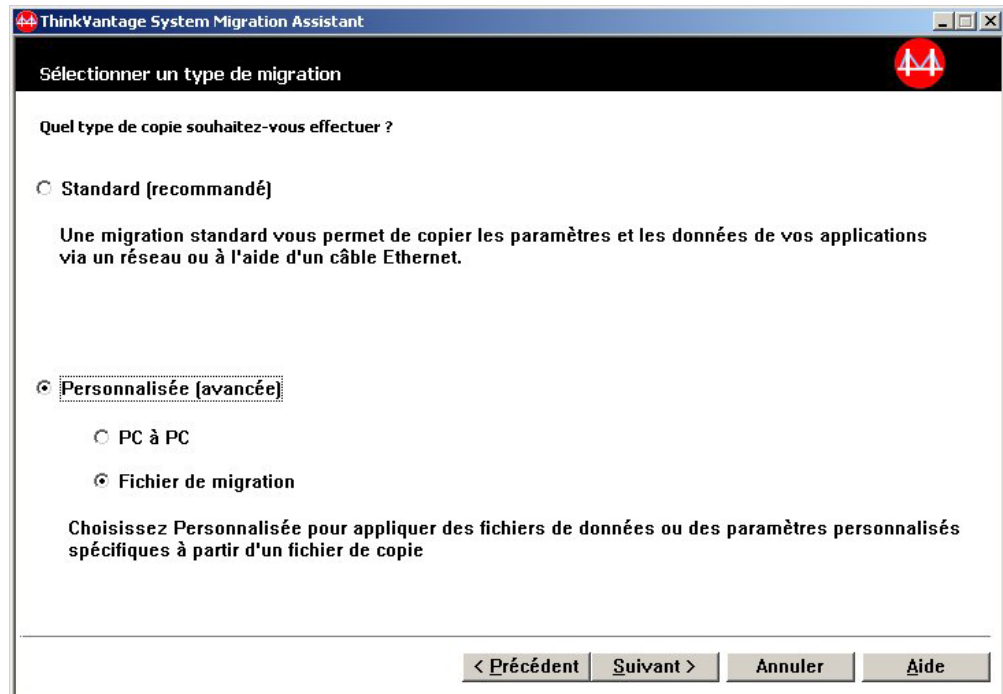 ThinkVantage System Migration Assistant
Sélectionner un type de migration
Quel type de copie souhaitez-vous effectuer ?
Standard (recommandé)
Une migration standard vous permet de copier les paramètres et les données de vos applications
via un réseau ou à l'aide d'un câble Ethernet.
Personnalisée (avancée)
PC à PC
Fichier de migration
Choisissez Personnalisée pour appliquer des fichiers de données ou des paramètres personnalisés
spécifiques à partir d'un fichier de copie
< Précédent Suivant > Annuler Aide